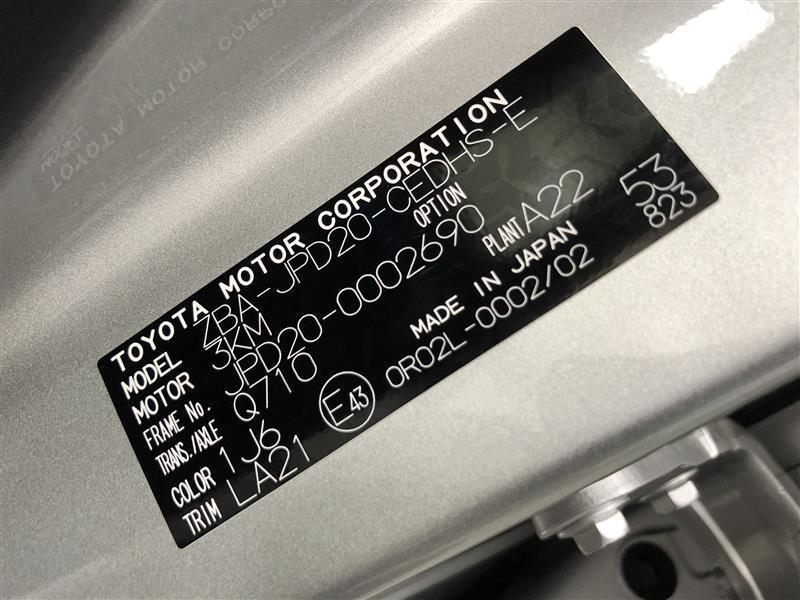 TOYOTA MOTOR CORPORATION
MODEL ZBA-JPD20-CEDHS-E
MOTOR 3KM OPTION
FRAME No. JPD20-0002690
TRANS./AXLE Q710 PLANT A22 53
COLOR 1J6 E43 MADE IN JAPAN 823
TRIM LA21 0R02L-0002/02